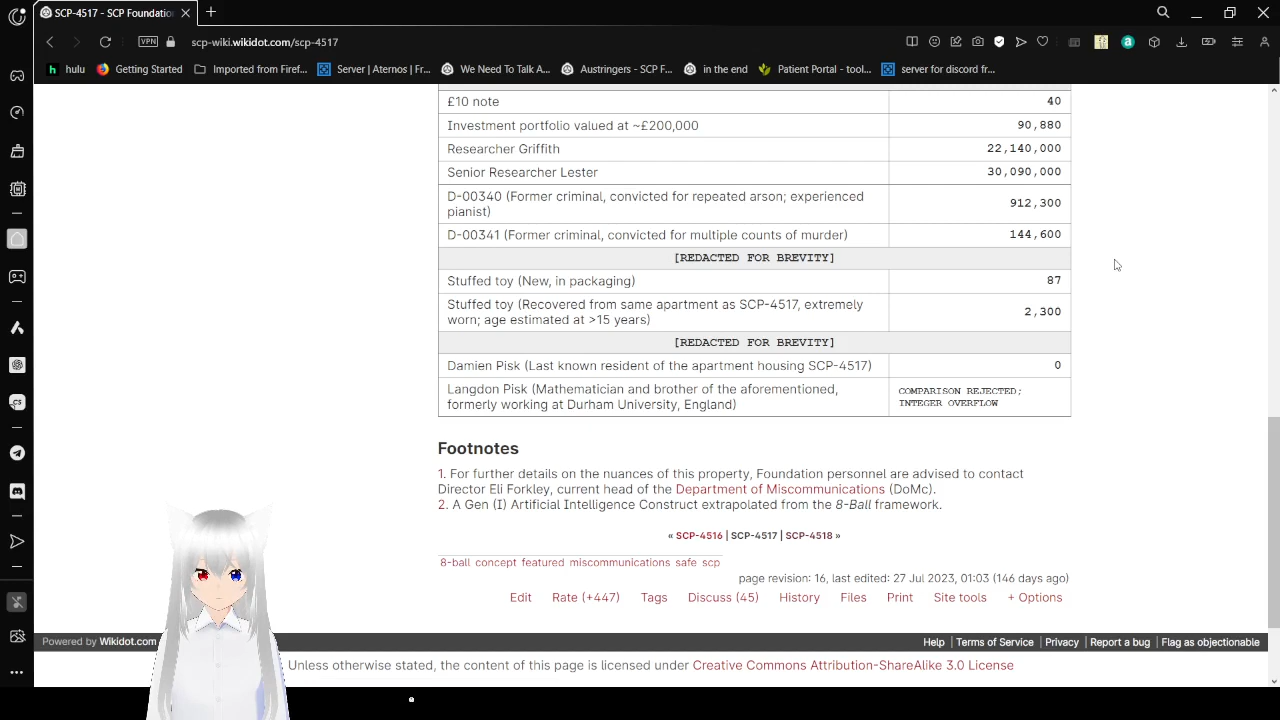 SCP-4517 - SCP Foundation
scp-wiki.wikidot.com/scp-4517
VPN
hulu
Getting Started
Imported from Firef...
Server | Aternos | Fr...
We Need To Talk A...
Austringers - SCP F...
in the end
Patient Portal - tool...
server for discord fr...
£10 note 40
Investment portfolio valued at ~£200,000 90,880
Researcher Griffith 22,140,000
Senior Researcher Lester 30,090,000
D-00340 (Former criminal, convicted for repeated arson; experienced
pianist) 912,300
D-00341 (Former criminal, convicted for multiple counts of murder) 144,600
[REDACTED FOR BREVITY]
Stuffed toy (New, in packaging) 87
Stuffed toy (Recovered from same apartment as SCP-4517, extremely
worn; age estimated at >15 years) 2,300
[REDACTED FOR BREVITY]
Damien Pisk (Last known resident of the apartment housing SCP-4517) 0
Langdon Pisk (Mathematician and brother of the aforementioned,
formerly working at Durham University, England)
COMPARISON REJECTED;
INTEGER OVERFLOW
Footnotes
1. For further details on the nuances of this property, Foundation personnel are advised to contact
Director Eli Forkley, current head of the Department of Miscommunications (DoMc).
2. A Gen (I) Artificial Intelligence Construct extrapolated from the 8-Ball framework.
« SCP-4516 | SCP-4517 | SCP-4518 »
8-ball concept featured miscommunications safe scp
page revision: 16, last edited: 27 Jul 2023, 01:03 (146 days ago)
Edit Rate (+447) Tags Discuss (45) History Files Print Site tools + Options
Powered by Wikidot.com
Help | Terms of Service | Privacy | Report a bug | Flag as objectionable
Unless otherwise stated, the content of this page is licensed under Creative Commons Attribution-ShareAlike 3.0 License